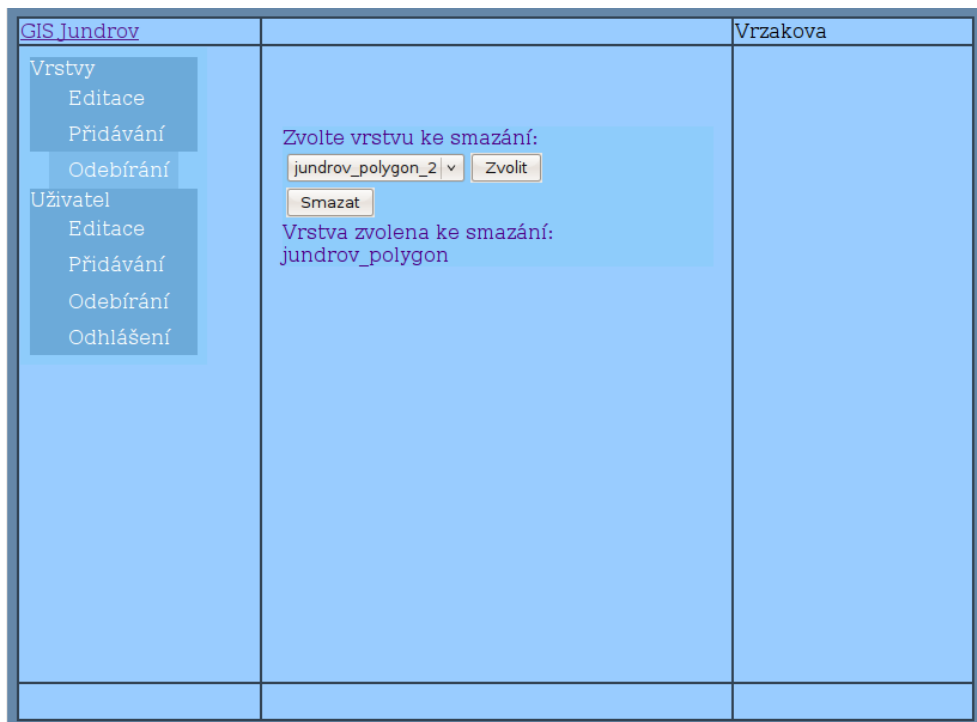 GIS Jundrov
Vrzakova
Vrstvy
Editace
Přidávání
Odebírání
Uživatel
Editace
Přidávání
Odebírání
Odhlášení
Zvolte vrstvu ke smazání:
jundrov_polygon_2 Zvolit
Smazat
Vrstva zvolena ke smazání:
jundrov_polygon